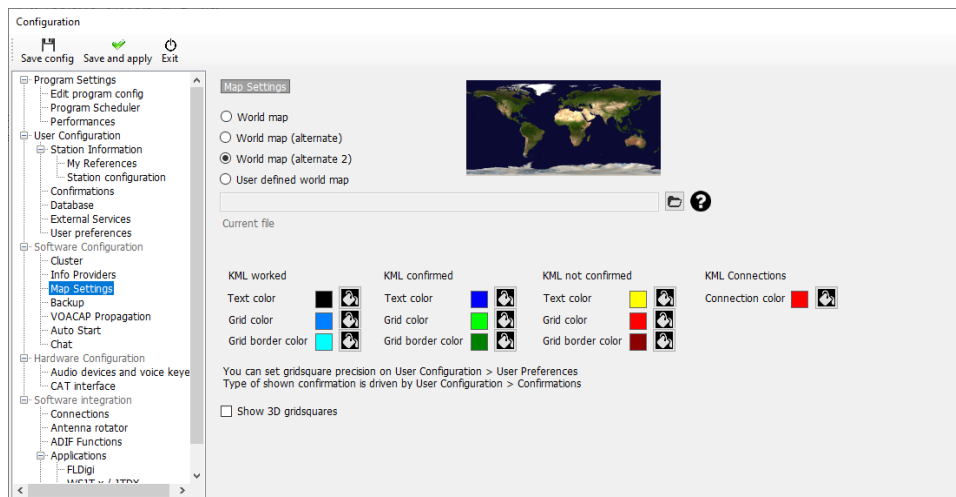 Configuration
Save config Save and apply Exit
Program Settings
Edit program config
Program Scheduler
Performances
User Configuration
Station Information
My References
Station configuration
Confirmations
Database
External Services
User preferences
Software Configuration
Cluster
Info Providers
Map Settings
Backup
VOACAP Propagation
Auto Start
Chat
Hardware Configuration
Audio devices and voice keye
CAT interface
Software integration
Connections
Antenna rotator
ADIF Functions
Applications
FLDigi
Map Settings
World map
World map (alternate)
World map (alternate 2)
User defined world map
?
Current file
KML worked KML confirmed KML not confirmed KML Connections
Text color Text color Text color Connection color
Grid color Grid color Grid color
Grid border color Grid border color Grid border color
You can set gridsquare precision on User Configuration > User Preferences
Type of shown confirmation is driven by User Configuration > Confirmations
Show 3D gridsquares